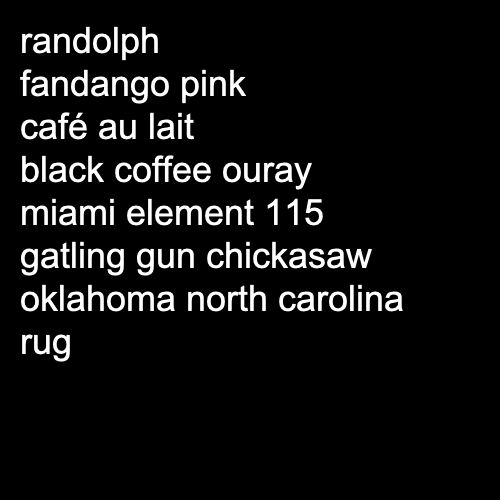 randolph
fandango pink
café au lait
black coffee ouray
miami element 115
gatling gun chickasaw
oklahoma north carolina
rug